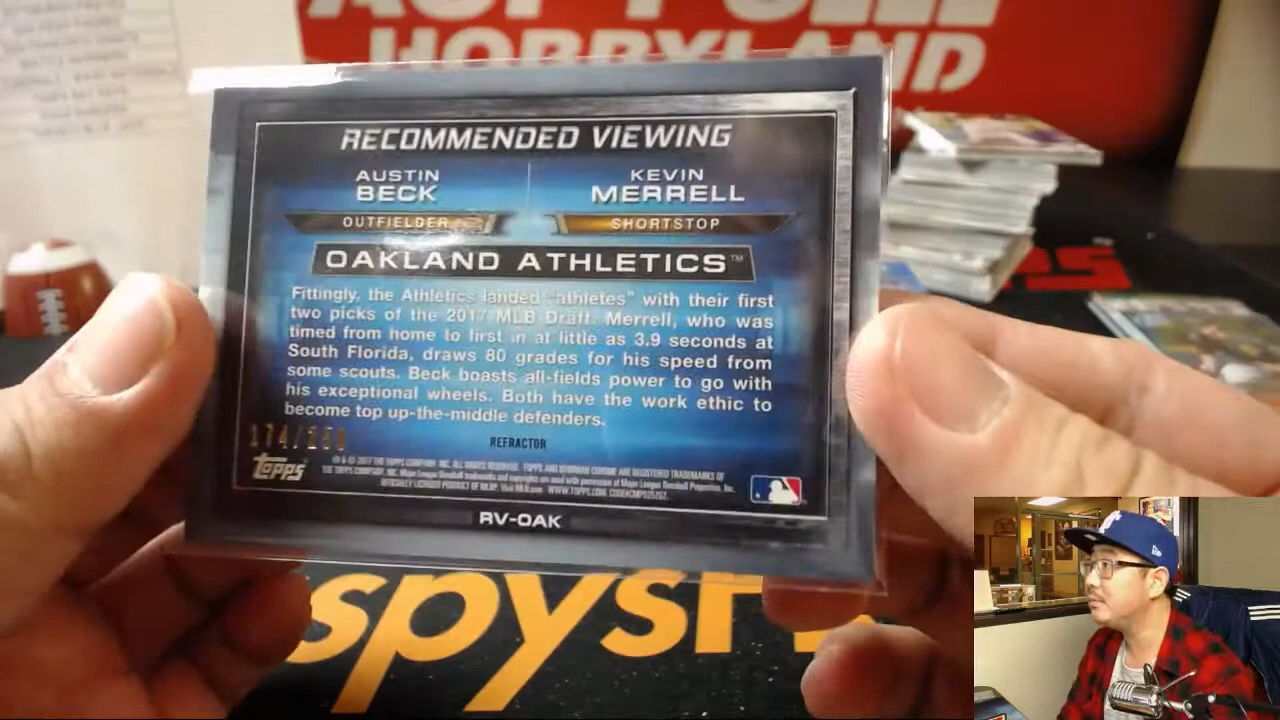 HOBBYLAND
RECOMMENDED VIEWING
AUSTIN
BECK
KEVIN
MERRELL
OUTFIELDER
SHORTSTOP
OAKLAND ATHLETICS™
Fittingly, the Athletics landed "athletes" with their first
two picks of the 2017 MLB Draft. Merrell, who was
timed from home to first in at little as 3.9 seconds at
South Florida, draws 80 grades for his speed from
some scouts. Beck boasts all-fields power to go with
his exceptional wheels. Both have the work ethic to
become top up-the-middle defenders.
REFRACTOR
Topps
RV-OAK